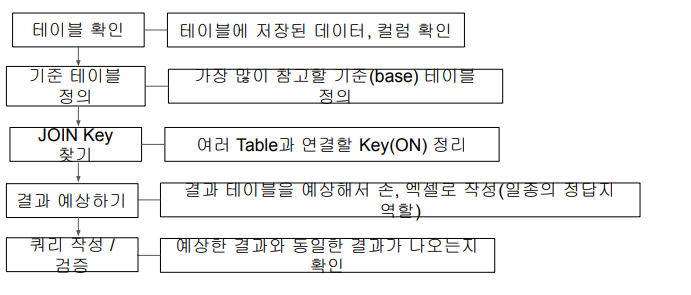 테이블 확인
테이블에 저장된 데이터, 컬럼 확인
기준 테이블
정의
가장 많이 참고할 기준(base) 테이블
정의
JOIN Key
찾기
여러 Table과 연결할 Key(ON) 정리
결과 예상하기
결과 테이블을 예상해서 손, 엑셀로 작성(일종의 정답지
역할)
쿼리 작성 /
검증
예상한 결과와 동일한 결과가 나오는지
확인